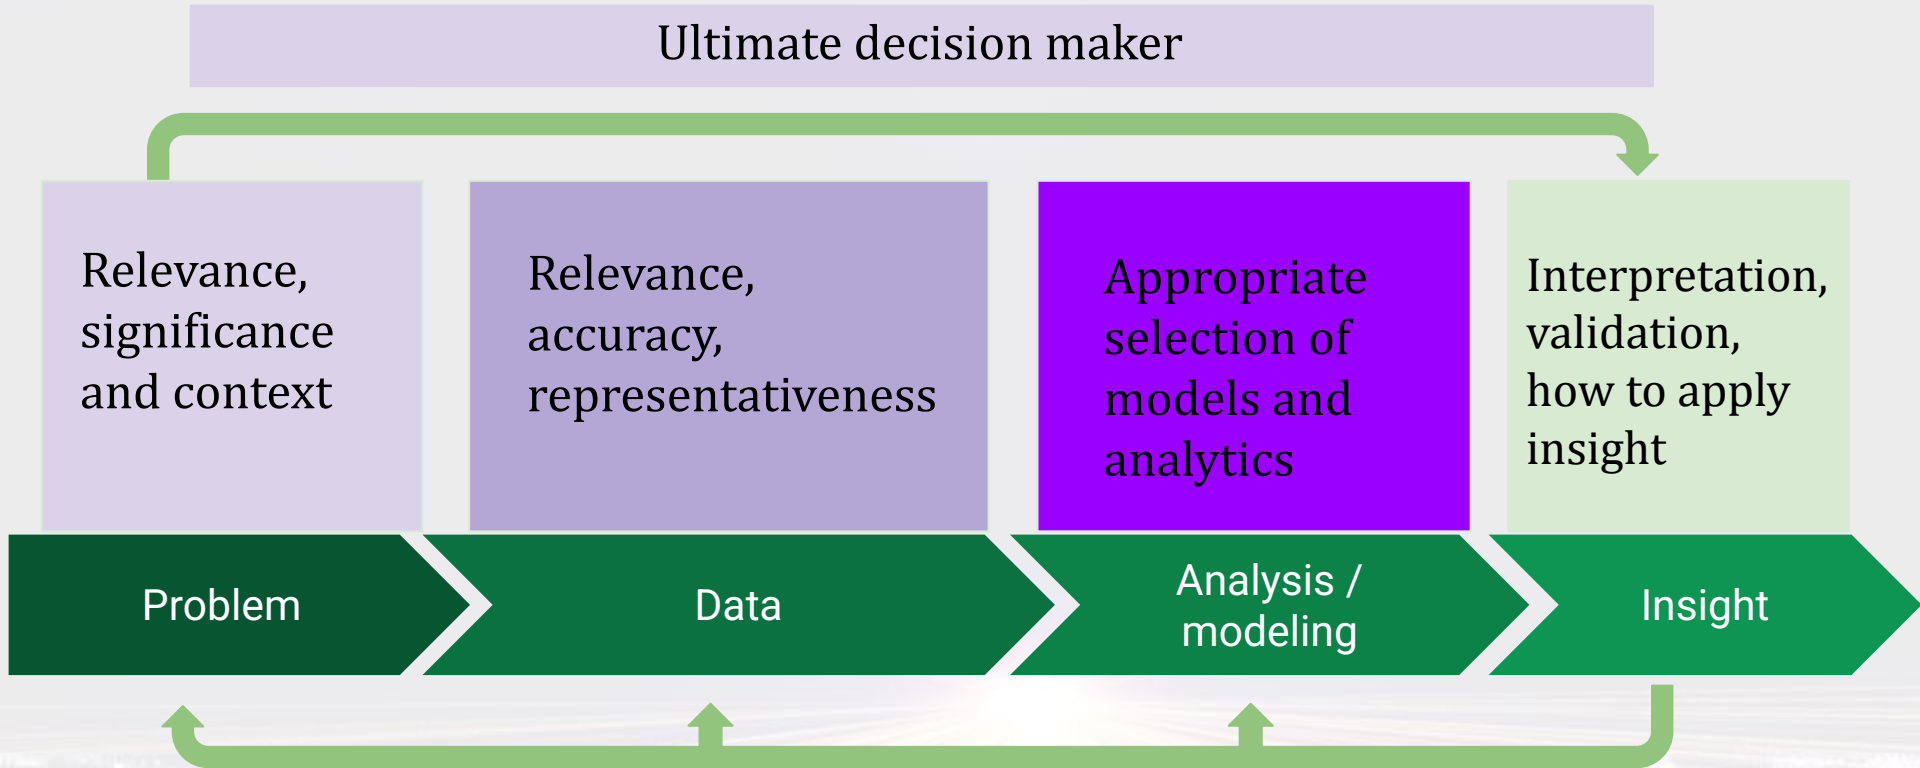 Ultimate decision maker
Relevance,
significance
and context
Relevance,
accuracy,
representativeness
Appropriate
selection of
models and
analytics
Interpretation,
validation,
how to apply
insight
Problem
Data
Analysis /
modeling
Insight